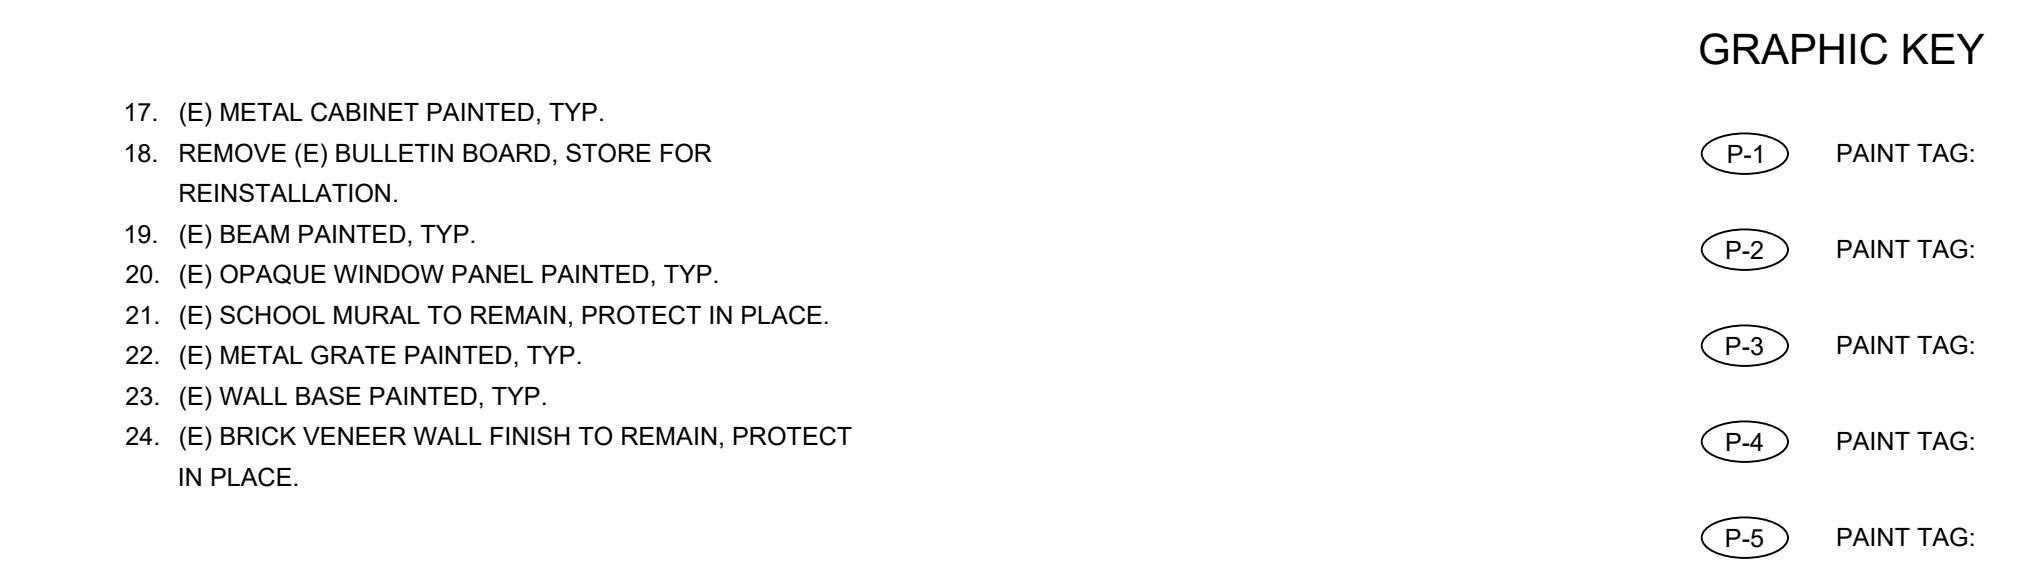 GRAPHIC KEY
17. (E) METAL CABINET PAINTED, TYP.
18. REMOVE (E) BULLETIN BOARD, STORE FOR
REINSTALLATION.
19. (E) BEAM PAINTED, TYP.
20. (E) OPAQUE WINDOW PANEL PAINTED, TYP.
21. (E) SCHOOL MURAL TO REMAIN, PROTECT IN PLACE.
22. (E) METAL GRATE PAINTED, TYP.
23. (E) WALL BASE PAINTED, TYP.
24. (E) BRICK VENEER WALL FINISH TO REMAIN, PROTECT
IN PLACE.
P-1 PAINT TAG:
P-2 PAINT TAG:
P-3 PAINT TAG:
P-4 PAINT TAG:
P-5 PAINT TAG: